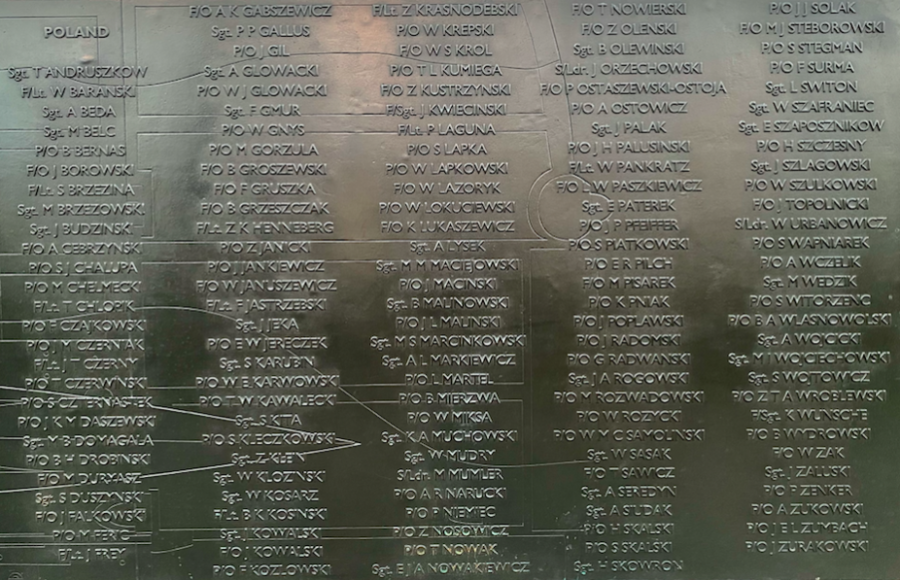 POLAND
Sgt. T ANDRUSZKOW
F/Lt. W BARANSKI
Sgt. A BEDA
Sgt. M BELC
P/O B BERNAS
F/O J BOROWSKI
F/Lt. S BRZEZINA
Sgt. M BRZEZOWSKI
Sgt. J BUDZINSKI
F/O A CEBRZYNSKI
P/O S J CHALUPA
P/O M CHELMECKI
F/Lt. T CHLOPIK
P/O F CZAJKOWSKI
P/O J M CZERNIAK
F/Lt. J T CZERNY
P/O T CZERWINSKI
P/O S CZTERNASTEK
P/O J K M DASZEWSKI
Sgt. M B DOMAGALA
P/O B H DROBINSKI
F/O M DURYASZ
Sgt. S DUSZYNSKI
F/O J FALKOWSKI
P/O M FERIC
F/Lt. J FREY
F/O A K GABSZEWICZ
Sgt. P P GALLUS
P/O J GIL
Sgt. A GLOWACKI
P/O W J GLOWACKI
Sgt. F GMUR
P/O W GNYS
P/O M GORZULA
F/O B GROSZEWSKI
F/O F GRUSZKA
F/O B GRZESZCZAK
F/Lt. Z K HENNEBERG
P/O Z JANICKI
P/O J JANKIEWICZ
F/O W JANUSZEWICZ
F/Lt. F JASTRZEBSKI
Sgt. J JEKA
P/O E W JERECZEK
Sgt. S KARUBIN
P/O W E KARWOWSKI
P/O T W KAWALECKI
Sgt. S KITA
P/O S KLECZKOWSKI
Sgt. Z KLEIN
Sgt. W KLOZINSKI
Sgt. W KOSARZ
F/Lt. B K KOSINSKI
Sgt. J KOWALSKI
F/O J KOWALSKI
P/O F KOZLOWSKI
F/Lt. Z KRASNODEBSKI
P/O W KREPSKI
F/O W S KROL
P/O T L KUMIEGA
F/O Z KUSTRZYNSKI
F/Sgt. J KWIECINSKI
F/Lt. P LAGUNA
P/O S LAPKA
P/O W LAPKOWSKI
F/O W LAZORYK
P/O W LOKUCIEWSKI
F/O K LUKASZEWICZ
Sgt. A LYSEK
Sgt. M M MACIEJOWSKI
P/O J MACINSKI
Sgt. B MALINOWSKI
P/O J L MALINSKI
Sgt. M S MARCINKOWSKI
Sgt. A L MARKIEWICZ
F/O L MARTEL
P/O B MIERZWA
P/O W MIKSA
Sgt. K A MUCHOWSKI
Sgt. W MUDRY
S/Ldr. M MUMLER
F/O A R NARUCKI
P/O P NIEMIEC
P/O Z NOSOWICZ
F/O T NOWAK
Sgt. E J A NOWAKIEWICZ
F/O T NOWIERSKI
F/O Z OLENSKI
Sgt. B OLEWINSKI
S/Ldr. J ORZECHOWSKI
F/O P OSTASZEWSKI-OSTOJA
P/O A OSTOWICZ
Sgt. J PALAK
P/O J H PALUSINSKI
F/Lt. W PANKRATZ
F/O L W PASZKIEWICZ
Sgt. E PATEREK
P/O J P PFEIFFER
P/O S PIATKOWSKI
F/O E R PILCH
F/O M PISAREK
P/O K PNIAK
P/O J POPLAWSKI
P/O J RADOMSKI
P/O G RADWANSKI
Sgt. J A ROGOWSKI
P/O M ROZWADOWSKI
P/O W ROZYCKI
P/O W M C SAMOLINSKI
Sgt. W SASAK
F/O T SAWICZ
Sgt. A SEREDYN
Sgt. A SIUDAK
P/O H SKALSKI
P/O S SKALSKI
Sgt. H SKOWRON
P/O J J SOLAK
P/O M J STEBOROWSKI
P/O S STEGMAN
P/O F SURMA
Sgt. L SWITON
Sgt. W SZAFRANIEC
Sgt. E SZAPOSZNIKOW
P/O H SZCZESNY
Sgt. J SZLAGOWSKI
P/O W SZULKOWSKI
F/O J TOPOLNICKI
S/Ldr. W URBANOWICZ
F/O S WAPNIAREK
P/O A WCZELIK
Sgt. M WEDZIK
F/O S WITORZENC
P/O B A WLASNOWOLSKI
Sgt. A WOJCICKI
Sgt. M I WOJCIECHOWSKI
Sgt. S WOJTOWICZ
P/O Z T A WROBLEWSKI
F/Sgt. K WUNSCHE
P/O B WYDROWSKI
F/O W ZAK
Sgt. J ZALUSKI
P/O P ZENKER
P/O A ZUKOWSKI
P/O J E L ZUMBACH
P/O J ZURAKOWSKI